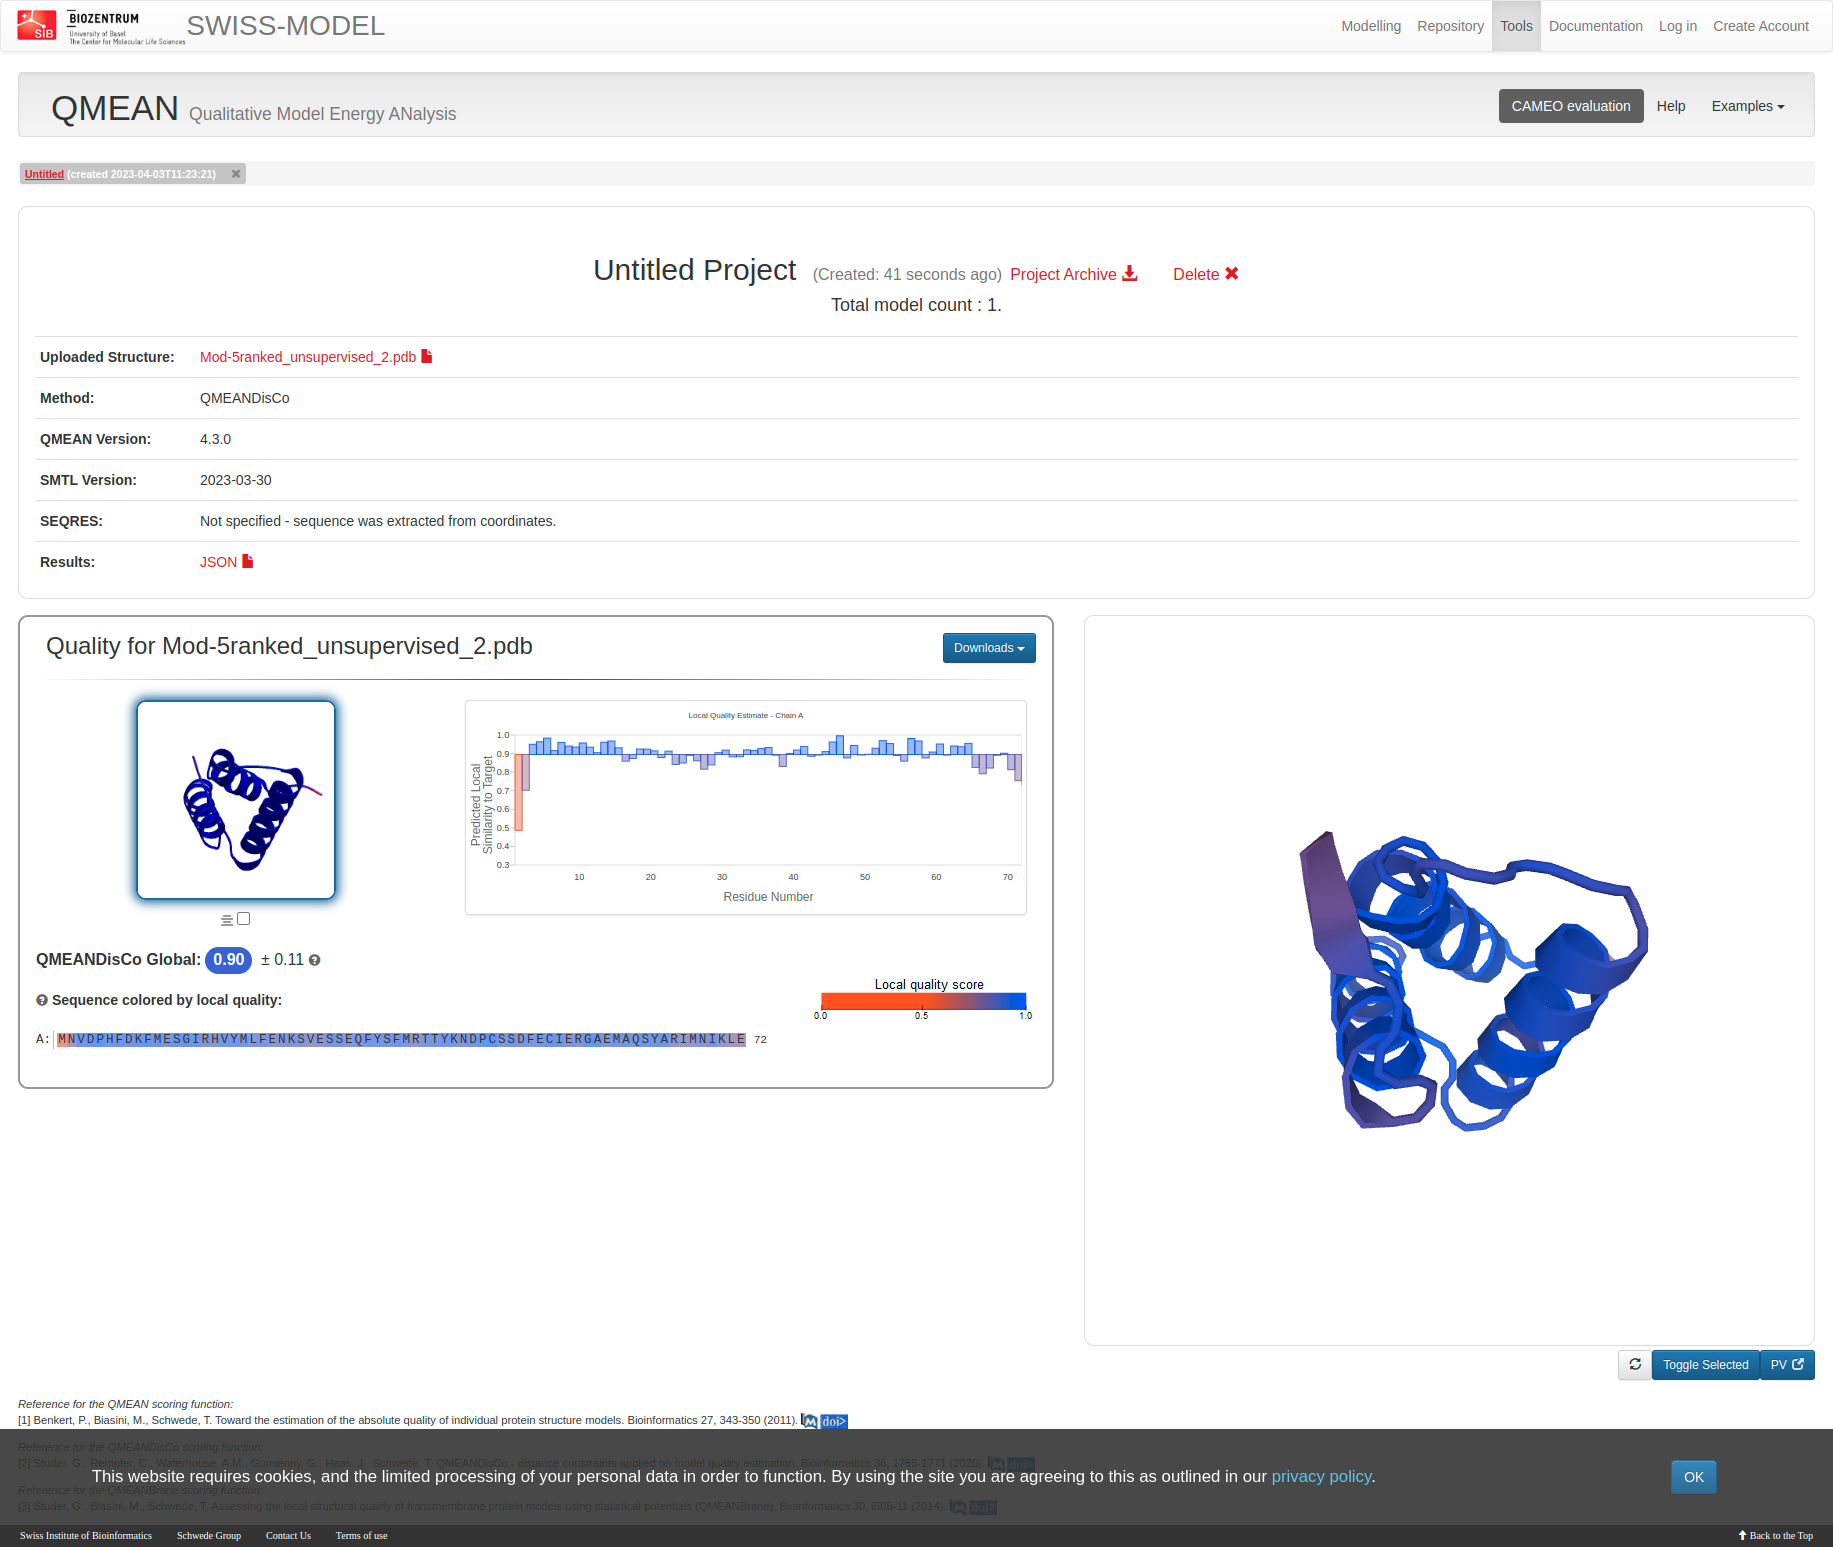 SIB
BIOZENTRUM
University of Basel
The Center for Molecular Life Sciences
SWISS-MODEL
Modelling
Repository
Tools
Documentation
Log in
Create Account
QMEAN Qualitative Model Energy ANalysis
CAMEO evaluation
Help
Examples
Untitled (created 2023-04-03T11:23:21)
Untitled Project (Created: 41 seconds ago) Project Archive Delete
Total model count : 1.
Uploaded Structure: Mod-5ranked_unsupervised_2.pdb
Method: QMEANDisCo
QMEAN Version: 4.3.0
SMTL Version: 2023-03-30
SEQRES: Not specified - sequence was extracted from coordinates.
Results: JSON
Quality for Mod-5ranked_unsupervised_2.pdb
Downloads
Local Quality Estimate - Chain A
Predicted Local
Similarity to Target
1.0
0.9
0.8
0.7
0.6
0.5
0.4
0.3
10 20 30 40 50 60 70
Residue Number
QMEANDisCo Global: 0.90 ± 0.11
Sequence colored by local quality:
Local quality score
0.0 0.5 1.0
A: MNVDPHFDKFMESGIRHVYMLFENKSVESSEQFYSFMRTTYKNDPCSSDFECIERGAEMAQSYARIMNIKLE 72
Toggle Selected
PV
Reference for the QMEAN scoring function:
[1] Benkert, P., Biasini, M., Schwede, T. Toward the estimation of the absolute quality of individual protein structure models. Bioinformatics 27, 343-350 (2011). doi>
Reference for the QMEANDisCo scoring function:
[2] Studer, G., Rempfer, C., Waterhouse, A.M., Gumienny, G., Haas, J., Schwede, T. QMEANDisCo - distance constraints applied on model quality estimation. Bioinformatics 36, 1765-1771 (2020). doi>
This website requires cookies, and the limited processing of your personal data in order to function. By using the site you are agreeing to this as outlined in our privacy policy.
OK
Reference for the QMEANBrane scoring function:
[3] Studer, G., Biasini, M., Schwede, T. Assessing the local structural quality of transmembrane protein models using statistical potentials (QMEANBrane). Bioinformatics 30, i505-11 (2014). doi>
Swiss Institute of Bioinformatics
Schwede Group
Contact Us
Terms of use
Back to the Top